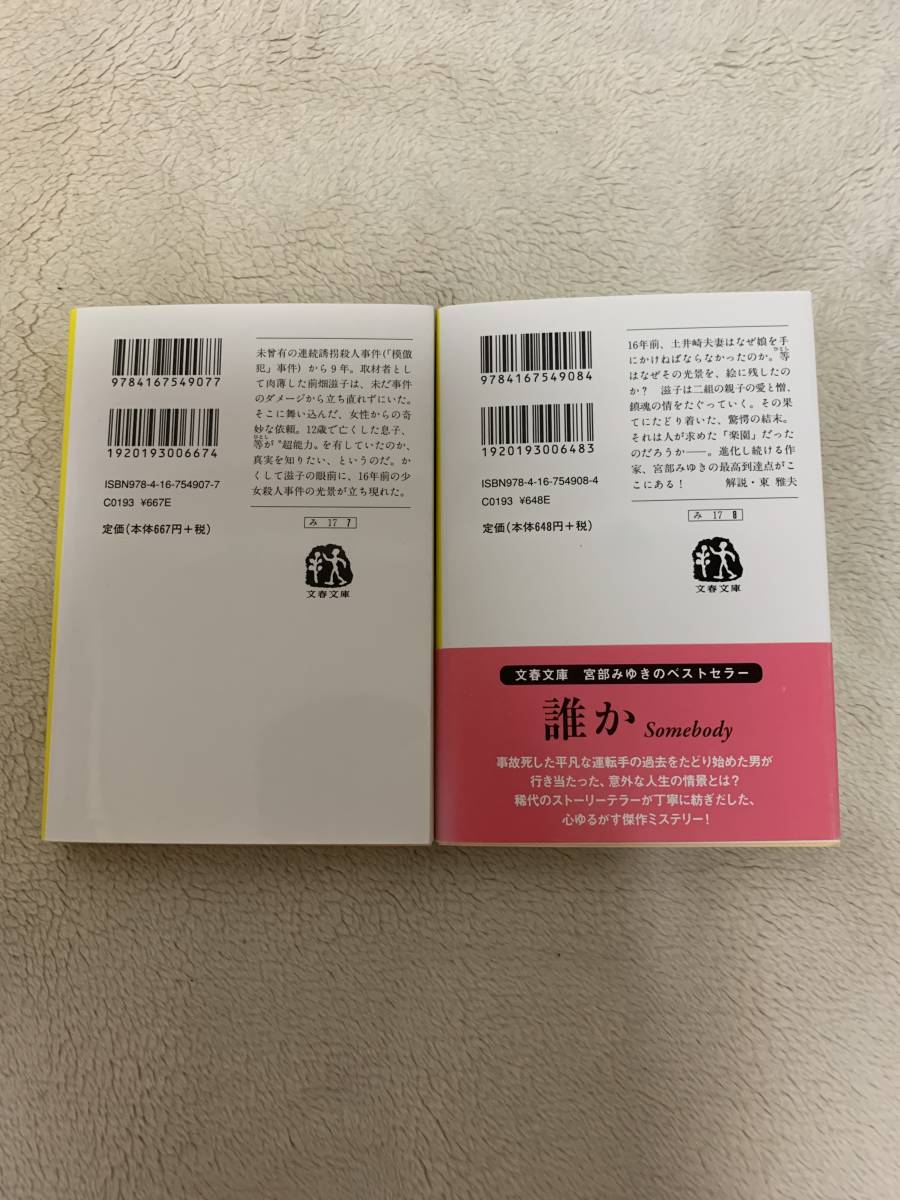 9784167549077
1920193006674
ISBN978-4-16-754907-7
C0193 ¥667E
定価(本体667円+税)
未曾有の連続誘拐殺人事件(「模倣
犯」事件) から9年。取材者とし
て肉薄した前畑滋子は、未だ事件
のダメージから立ち直れずにいた。
そこに舞い込んだ、女性からの奇
妙な依頼。12歳で亡くした息子、
ひとし
等が〝超能力〟を有していたのか、
真実を知りたい、というのだ。か
くして滋子の眼前に、16年前の少
女殺人事件の光景が立ち現れた。
み 17 7
文春文庫
9784167549084
1920193006483
ISBN978-4-16-754908-4
C0193 ¥648E
定価(本体648円+税)
16年前、土井崎夫妻はなぜ娘を手
にかけねばならなかったのか。等
ひとし
はなぜその光景を、絵に残したの
か? 滋子は二組の親子の愛と憎、
鎮魂の情をたぐっていく。その果
てにたどり着いた、驚愕の結末。
それは人が求めた「楽園」だった
のだろうか――。進化し続ける作
家、宮部みゆきの最高到達点がこ
こにある! 解説・東 雅夫
み 17 8
文春文庫
文春文庫 宮部みゆきのベストセラー
誰か Somebody
事故死した平凡な運転手の過去をたどり始めた男が
行き当たった、意外な人生の情景とは?
稀代のストーリーテラーが丁寧に紡ぎだした、
心ゆるがす傑作ミステリー!